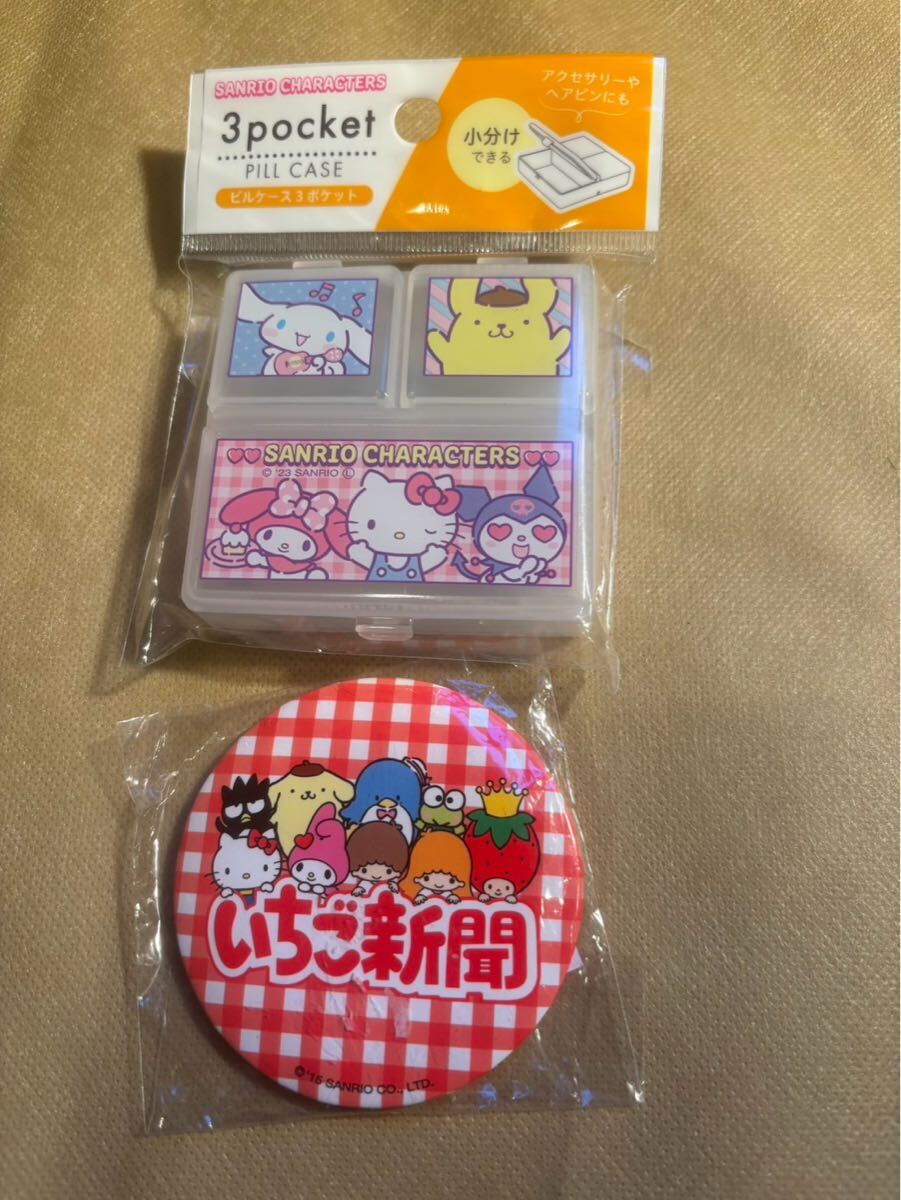 SANRIO CHARACTERS
3pocket
PILL CASE
ピルケース3ポケット
アクセサリーや
ヘアピンにも
小分け
できる
SANRIO CHARACTERS
© '23 SANRIO Ⓛ
いちご新聞
© '15 SANRIO CO., LTD.